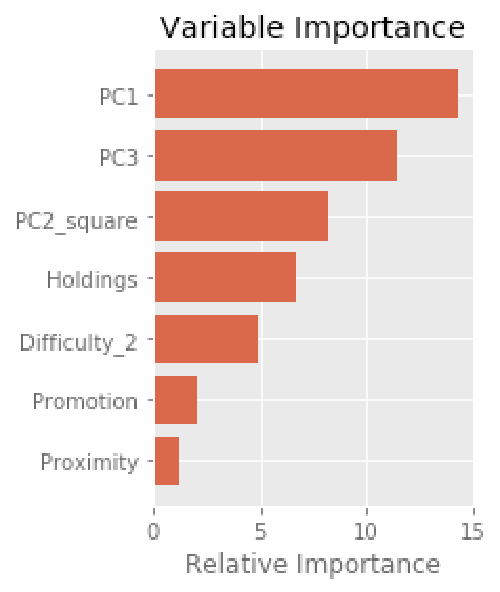 Variable Importance
PC1
PC3
PC2_square
Holdings
Difficulty_2
Promotion
Proximity
0 5 10 15
Relative Importance